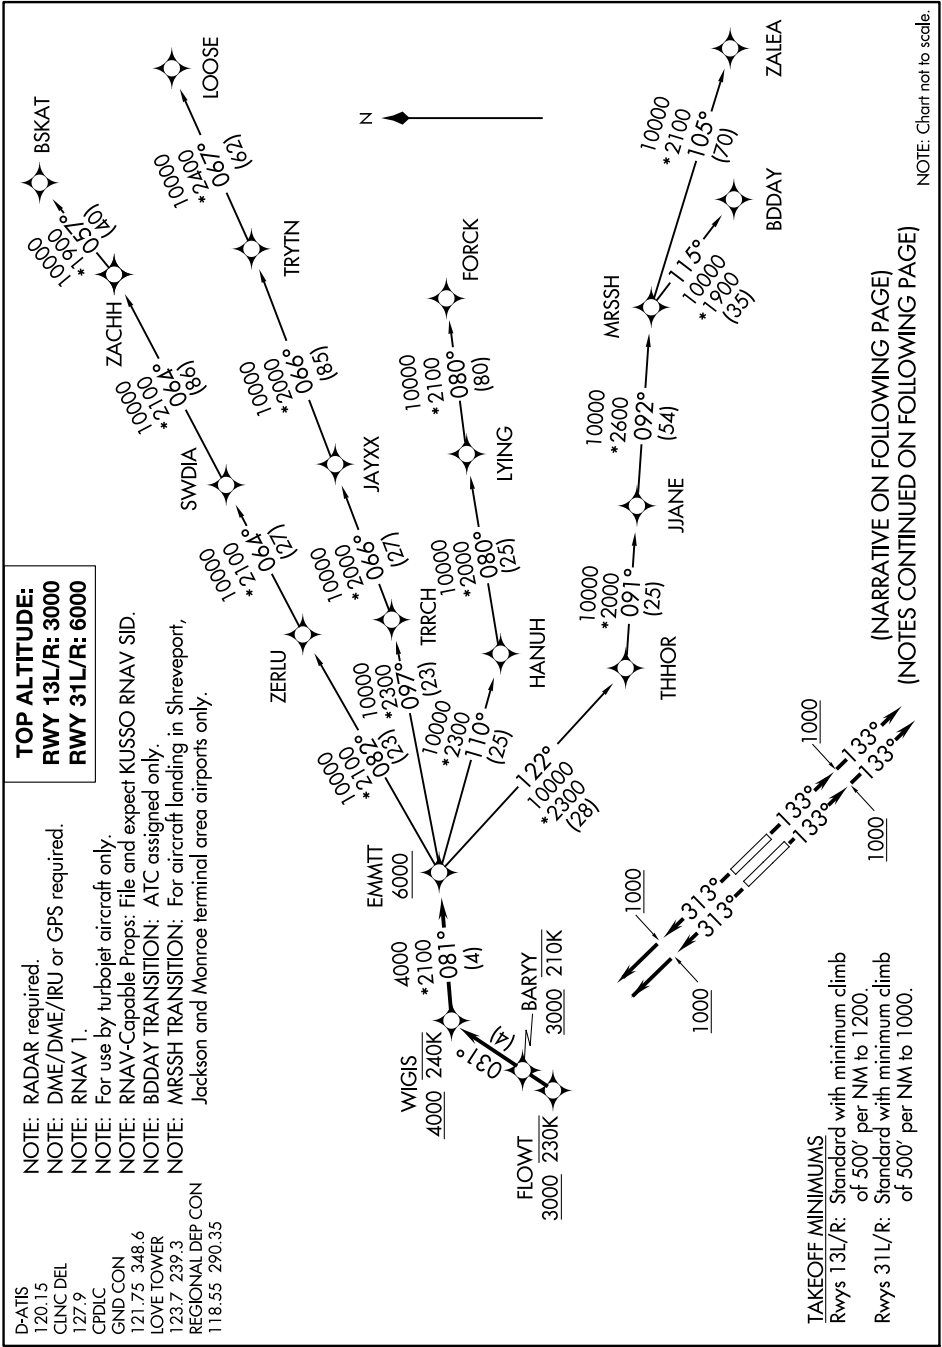 D-ATIS
120.15
CLNC DEL
127.9
CPDLC
GND CON
121.75 348.6
LOVE TOWER
123.7 239.3
REGIONAL DEP CON
118.55 290.35
NOTE: RADAR required.
NOTE: DME/DME/IRU or GPS required.
NOTE: RNAV 1.
NOTE: For use by turbojet aircraft only.
NOTE: RNAV-Capable Props: File and expect KUSSO RNAV SID.
NOTE: BDDAY TRANSITION: ATC assigned only.
NOTE: MRSSH TRANSITION: For aircraft landing in Shreveport,
Jackson and Monroe terminal area airports only.
TOP ALTITUDE:
RWY 13L/R: 3000
RWY 31L/R: 6000
BSKAT
10000
*1900
057°
(40)
ZACHH
10000
*2100
064°
(86)
SWDIA
10000
*2100
064°
(27)
ZERLU
10000
*2100
082°
(23)
LOOSE
10000
*2400
067°
(62)
TRYTN
10000
*2000
066°
(85)
JAYXX
10000
*2000
066°
(27)
TRRCH
10000
*2300
097°
(23)
N
FORCK
10000
*2100
080°
(80)
LYING
10000
*2000
080°
(25)
HANUH
10000
*2300
110°
(25)
EMMTT
6000
4000
*2100
081°
(4)
WIGIS
4000 240K
031°
(4)
BARYY
3000 210K
FLOWT
3000 230K
122°
10000
*2300
(28)
THHOR
10000
*2000
091°
(25)
JJANE
10000
*2600
092°
(54)
MRSSH
10000
*2100
105°
(70)
ZALEA
115°
10000
*1900
(35)
BDDAY
1000
313°
313°
1000
1000
133°
133°
133°
133°
1000
TAKEOFF MINIMUMS
Rwys 13L/R: Standard with minimum climb
of 500' per NM to 1200.
Rwys 31L/R: Standard with minimum climb
of 500' per NM to 1000.
(NARRATIVE ON FOLLOWING PAGE)
(NOTES CONTINUED ON FOLLOWING PAGE)
NOTE: Chart not to scale.